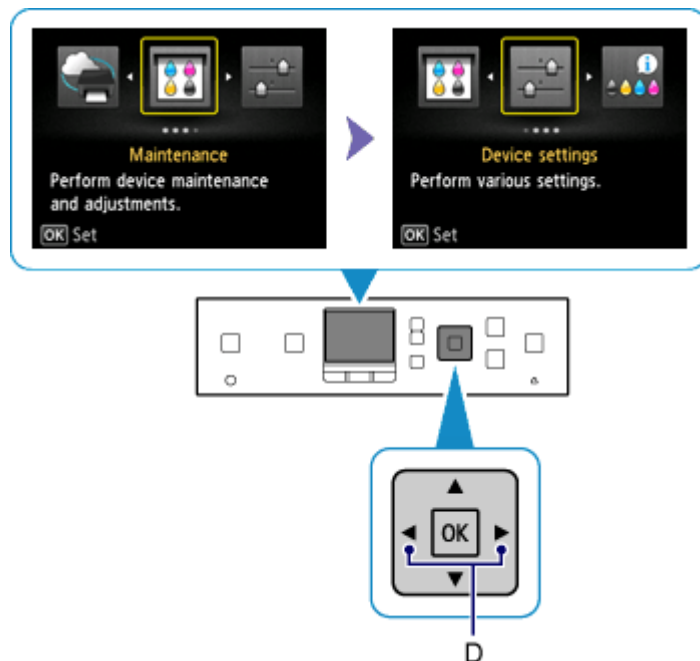 Maintenance
Perform device maintenance
and adjustments.
OK Set
Device settings
Perform various settings.
OK Set
OK
D